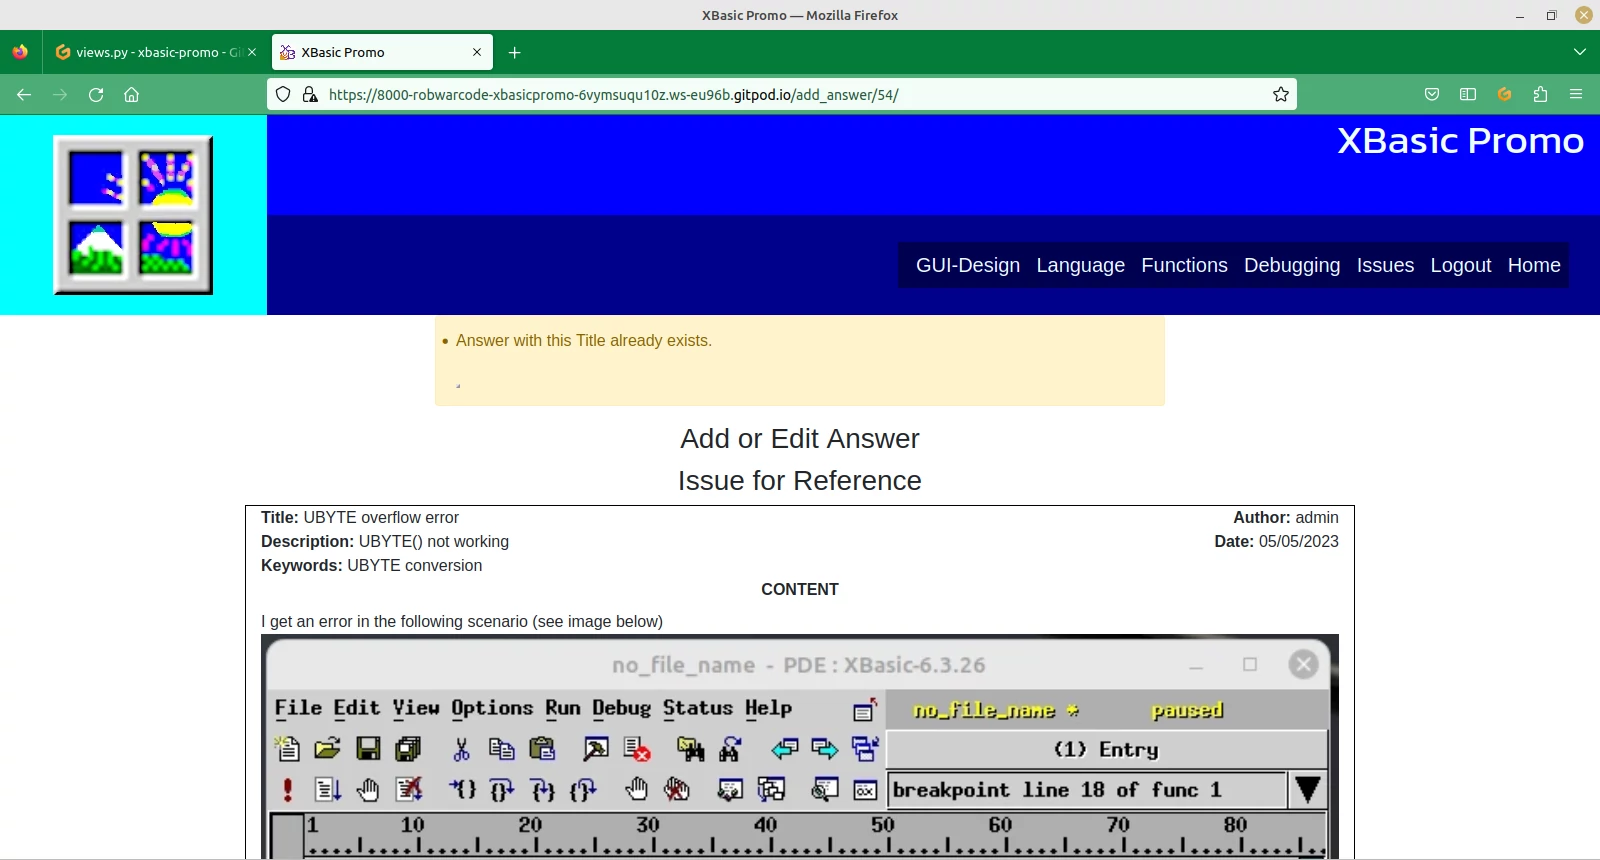 XBasic Promo — Mozilla Firefox
views.py - xbasic-promo - Gi
XBasic Promo
https://8000-robwarcode-xbasicpromo-6vymsuqu10z.ws-eu96b.gitpod.io/add_answer/54/
XBasic Promo
GUI-Design Language Functions Debugging Issues Logout Home
• Answer with this Title already exists.
Add or Edit Answer
Issue for Reference
Title: UBYTE overflow error
Author: admin
Description: UBYTE() not working
Date: 05/05/2023
Keywords: UBYTE conversion
CONTENT
I get an error in the following scenario (see image below)
no_file_name - PDE : XBasic-6.3.26
File Edit View Options Run Debug Status Help
no_file_name * paused
(1) Entry
breakpoint line 18 of func 1
1 10 20 30 40 50 60 70 80